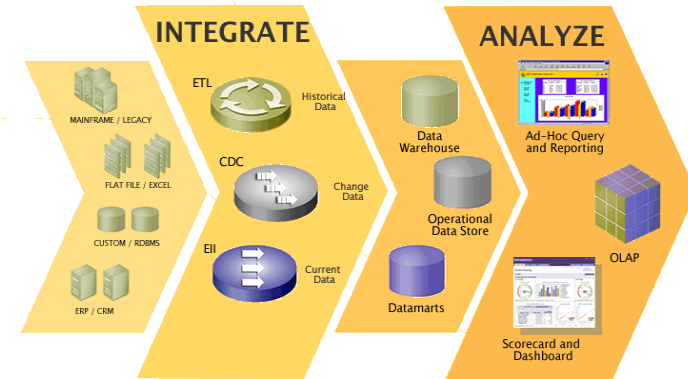 INTEGRATE
ANALYZE
MAINFRAME / LEGACY
FLAT FILE / EXCEL
CUSTOM / RDBMS
ERP / CRM
ETL
Historical
Data
CDC
Change
Data
EII
Current
Data
Data
Warehouse
Operational
Data Store
Datamarts
Ad-Hoc Query
and Reporting
OLAP
Scorecard and
Dashboard